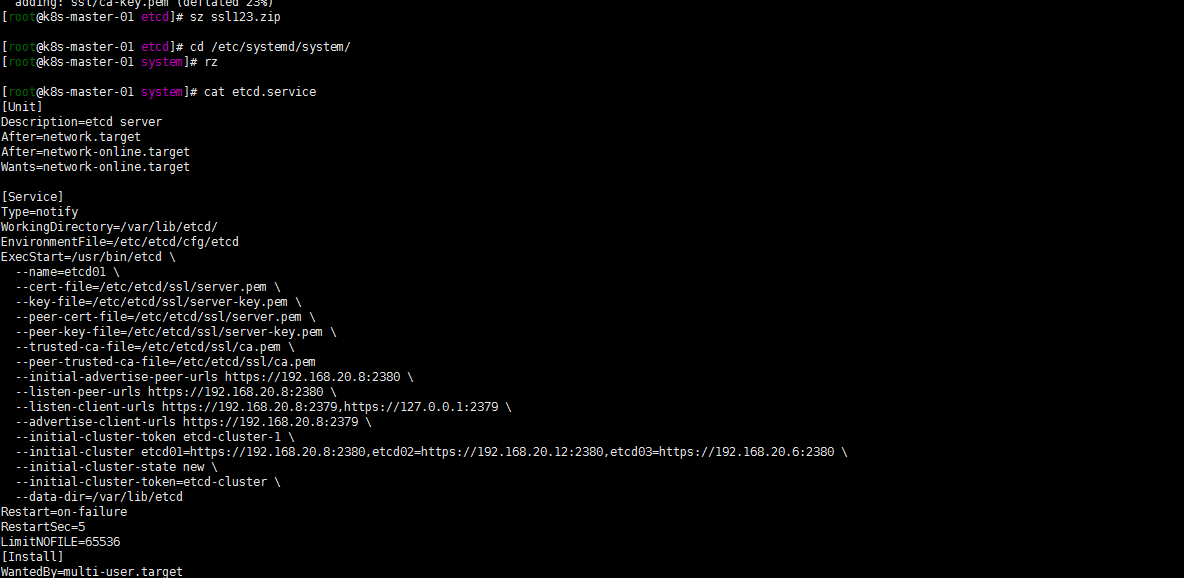 adding: ssl/ca-key.pem (deflated 23%)
[root@k8s-master-01 etcd]# sz ssl123.zip
[root@k8s-master-01 etcd]# cd /etc/systemd/system/
[root@k8s-master-01 system]# rz
[root@k8s-master-01 system]# cat etcd.service
[Unit]
Description=etcd server
After=network.target
After=network-online.target
Wants=network-online.target
[Service]
Type=notify
WorkingDirectory=/var/lib/etcd/
EnvironmentFile=/etc/etcd/cfg/etcd
ExecStart=/usr/bin/etcd \
--name=etcd01 \
--cert-file=/etc/etcd/ssl/server.pem \
--key-file=/etc/etcd/ssl/server-key.pem \
--peer-cert-file=/etc/etcd/ssl/server.pem \
--peer-key-file=/etc/etcd/ssl/server-key.pem \
--trusted-ca-file=/etc/etcd/ssl/ca.pem \
--peer-trusted-ca-file=/etc/etcd/ssl/ca.pem
--initial-advertise-peer-urls https://192.168.20.8:2380 \
--listen-peer-urls https://192.168.20.8:2380 \
--listen-client-urls https://192.168.20.8:2379,https://127.0.0.1:2379 \
--advertise-client-urls https://192.168.20.8:2379 \
--initial-cluster-token etcd-cluster-1 \
--initial-cluster etcd01=https://192.168.20.8:2380,etcd02=https://192.168.20.12:2380,etcd03=https://192.168.20.6:2380 \
--initial-cluster-state new \
--initial-cluster-token=etcd-cluster \
--data-dir=/var/lib/etcd
Restart=on-failure
RestartSec=5
LimitNOFILE=65536
[Install]
WantedBy=multi-user.target